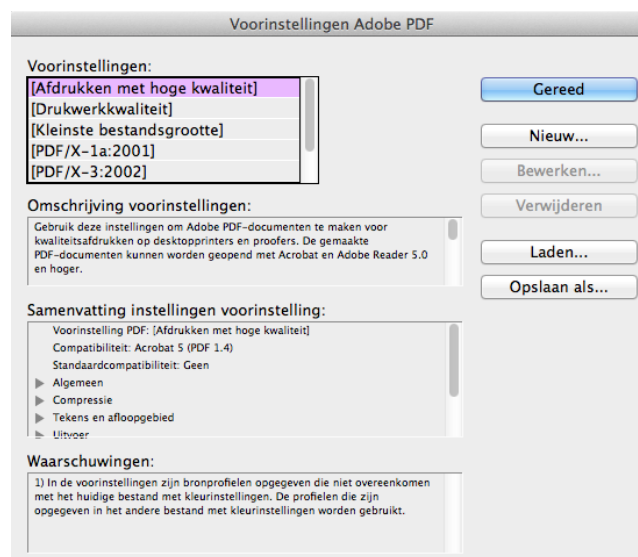 Voorinstellingen Adobe PDF
Voorinstellingen:
[Afdrukken met hoge kwaliteit]
[Drukwerkkwaliteit]
[Kleinste bestandsgrootte]
[PDF/X-1a:2001]
[PDF/X-3:2002]
Gereed
Nieuw...
Bewerken...
Verwijderen
Laden...
Opslaan als...
Omschrijving voorinstellingen:
Gebruik deze instellingen om Adobe PDF-documenten te maken voor
kwaliteitsafdrukken op desktopprinters en proofers. De gemaakte
PDF-documenten kunnen worden geopend met Acrobat en Adobe Reader 5.0
en hoger.
Samenvatting instellingen voorinstelling:
Voorinstelling PDF: [Afdrukken met hoge kwaliteit]
Compatibiliteit: Acrobat 5 (PDF 1.4)
Standaardcompatibiliteit: Geen
Algemeen
Compressie
Tekens en afloopgebied
Uitvoer
Waarschuwingen:
1) In de voorinstellingen zijn bronprofielen opgegeven die niet overeenkomen
met het huidige bestand met kleurinstellingen. De profielen die zijn
opgegeven in het andere bestand met kleurinstellingen worden gebruikt.